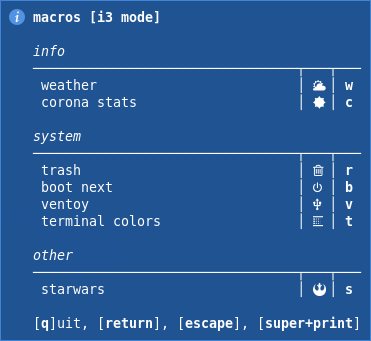 macros [i3 mode]
info
weather w
corona stats c
system
trash r
boot next b
ventoy v
terminal colors t
other
starwars s
[q]uit, [return], [escape], [super+print]